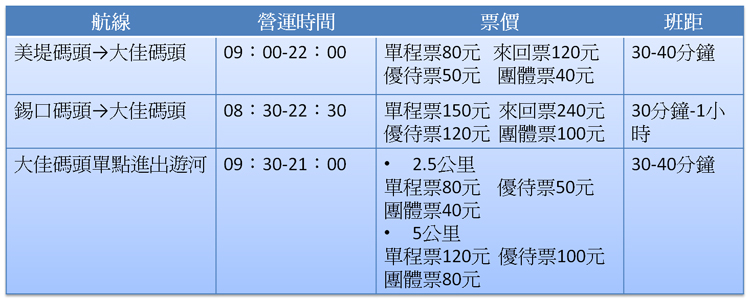 航線 營運時間 票價 班距
美堤碼頭→大佳碼頭 09：00-22：00 單程票80元 來回票120元 30-40分鐘
優待票50元 團體票40元
錫口碼頭→大佳碼頭 08：30-22：30 單程票150元 來回票240元 30分鐘-1小
優待票120元 團體票100元 時
大佳碼頭單點進出遊河 09：30-21：00 • 2.5公里 30-40分鐘
單程票80元 優待票50元
團體票40元
• 5公里
單程票120元 優待票100元
團體票80元